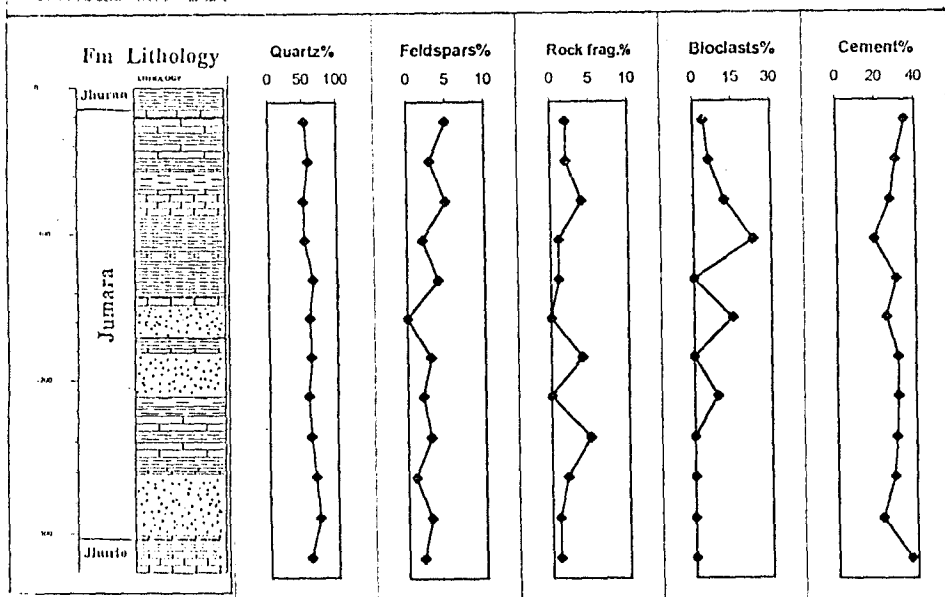 Fm Lithology
Quartz%
Feldspars%
Rock frag.%
Bioclasts%
Cement%
LITHOLOGY
0 50 100
0 5 10
0 5 10
0 15 30
0 20 40
Jhuran
Jumara